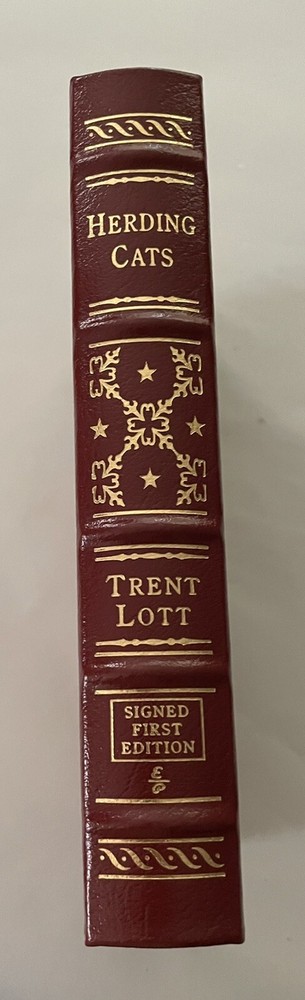 HERDING
CATS
TRENT
LOTT
SIGNED
FIRST
EDITION
E
P